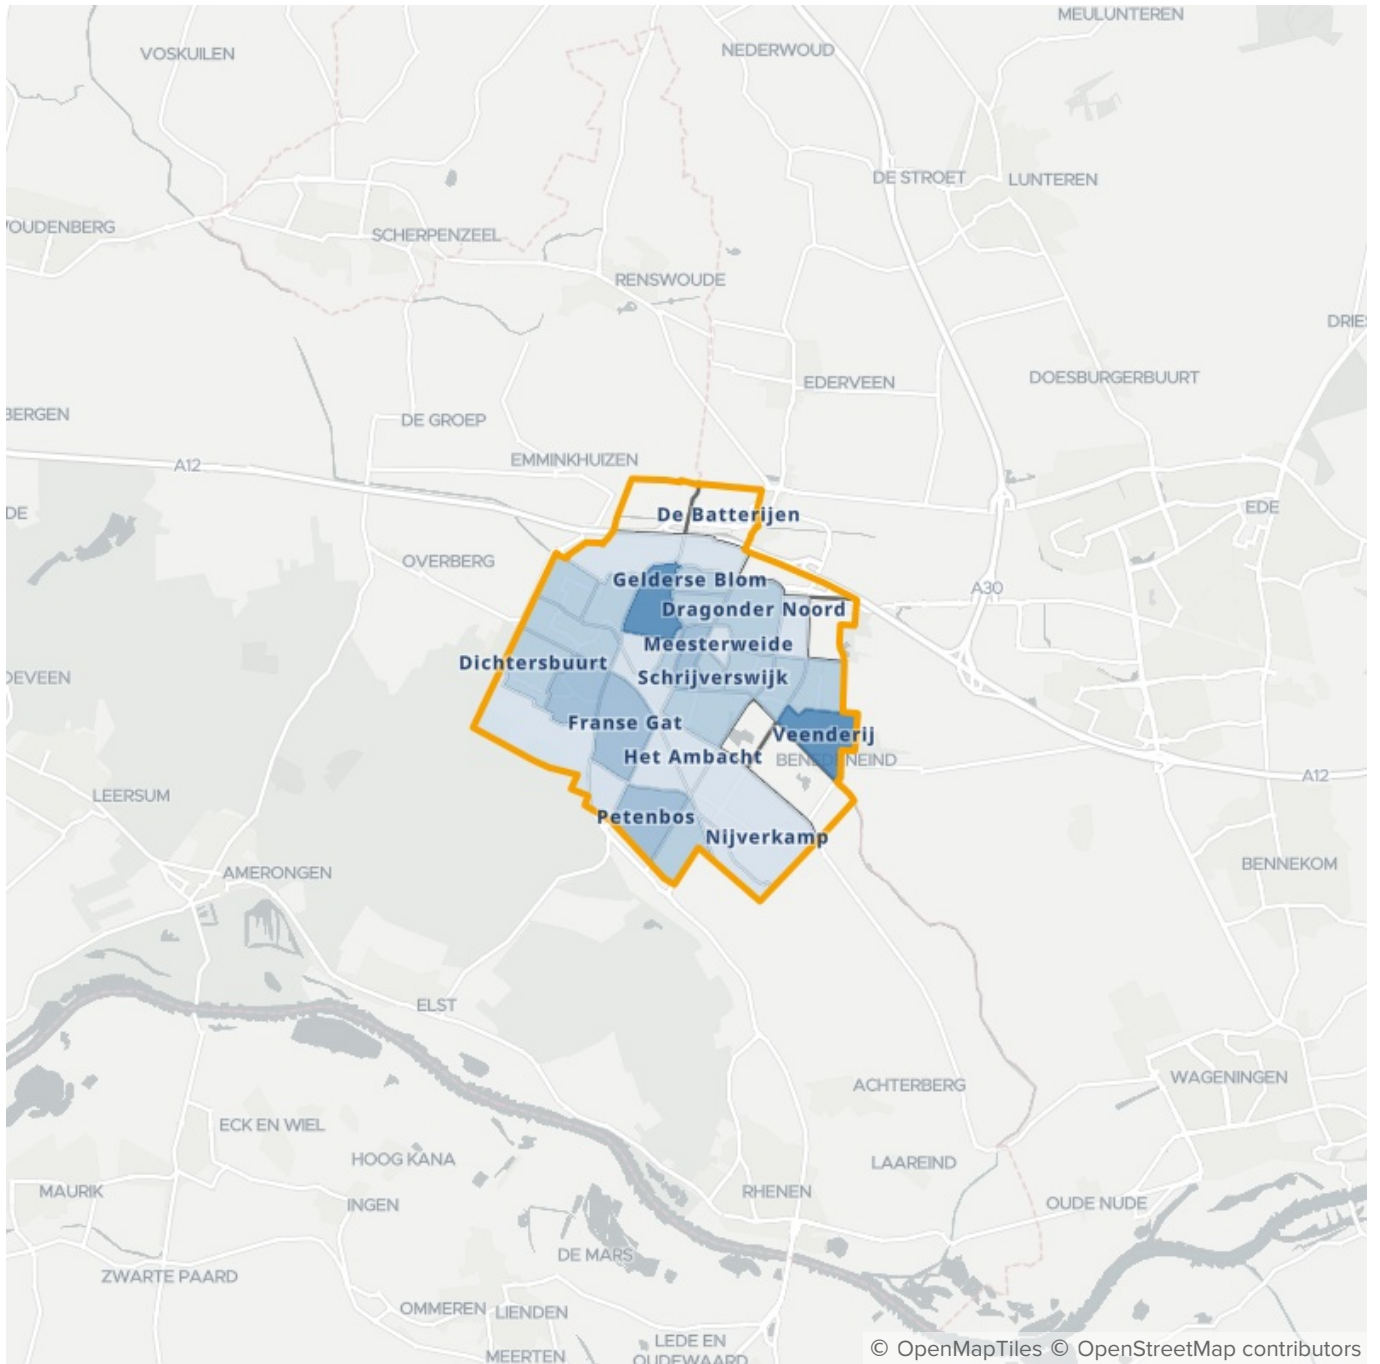 MEULUNTEREN
VOSKUILEN
NEDERWOUD
DE STROET
LUNTEREN
OUDENBERG
SCHERPENZEEL
RENSWOUDE
DRIE
EDERVEEN
DOESBURGERBUURT
BERGEN
DE GROEP
A12
EMMINKHUIZEN
DE
De Batterijen
EDE
OVERBERG
Gelderse Blom
A30
Dragonder Noord
Meesterweide
Dichtersbuurt
Schrijverswijk
DEVEEN
Franse Gat
Veenderij
Het Ambacht
BENEDENEIND
A12
LEERSUM
Petenbos
Nijverkamp
AMERONGEN
BENNEKOM
ELST
WAGENINGEN
ACHTERBERG
ECK EN WIEL
HOOG KANA
LAAREIND
MAURIK
RHENEN
INGEN
OUDE NUDE
DE MARS
ZWARTE PAARD
OMMEREN
LIENDEN
LEDE EN
OUDEWAARD
MEERTEN
© OpenMapTiles © OpenStreetMap contributors